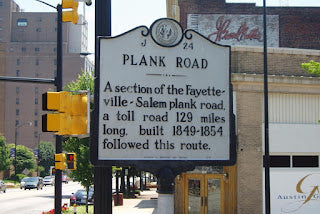 J
24
PLANK ROAD
A section of the Fayette-
ville-Salem plank road,
a toll road 129 miles
long, built 1849-1854
followed this route.
AUSTIN G